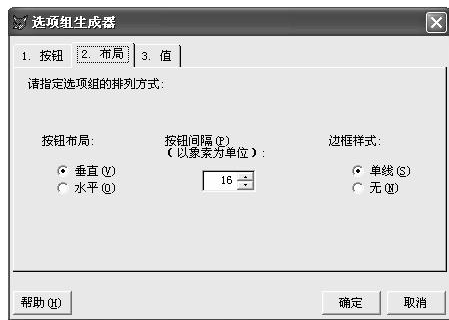 选项组生成器
1. 按钮 2. 布局 3. 值
请指定选项组的排列方式:
按钮布局: 按钮间隔(P) 边框样式:
(以象素为单位):
垂直(V) 16 单线(S)
水平(O) 无(N)
帮助(H) 确定 取消